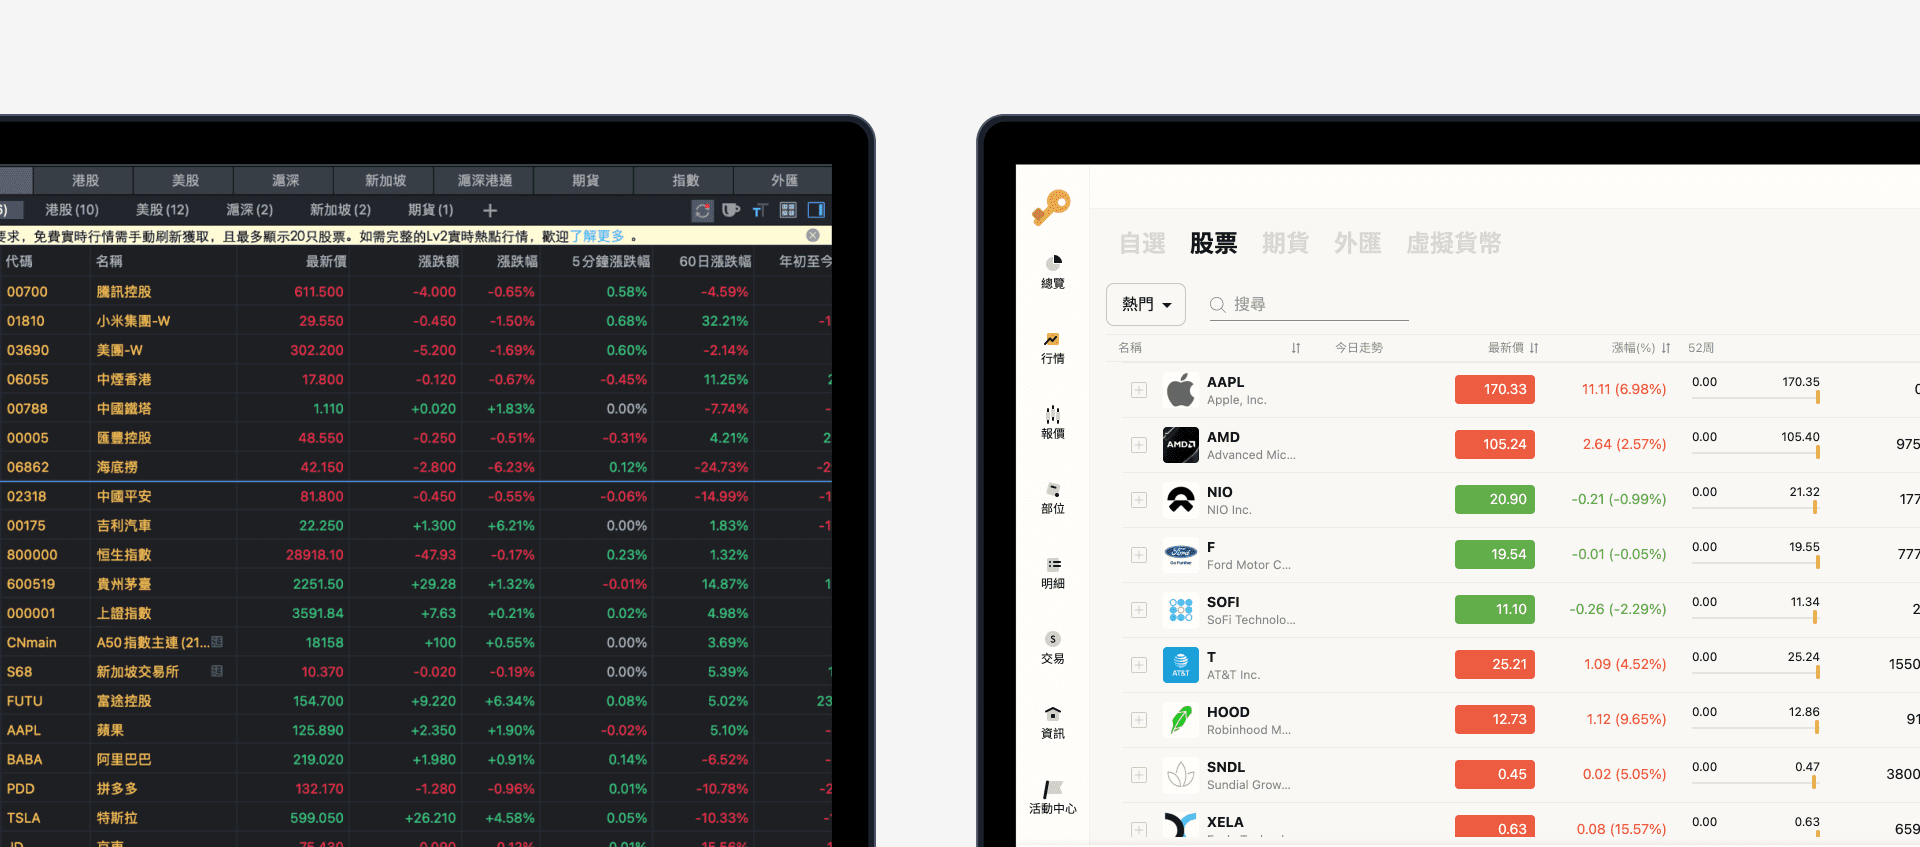 港股 美股 滬深 新加坡 滬深港通 期貨 指數 外匯
港股 (10) 美股 (12) 滬深 (2) 新加坡 (2) 期貨 (1)
要求，免費實時行情需手動刷新獲取，且最多顯示20只股票。如需完整的Lv2實時熱點行情，歡迎了解更多 。
代碼 名稱 最新價 漲跌額 漲跌幅 5分鐘漲跌幅 60日漲跌幅 年初至今
00700 騰訊控股 611.500 -4.000 -0.65% 0.58% -4.59%
01810 小米集團-W 29.550 -0.450 -1.50% 0.68% 32.21%
03690 美團-W 302.200 -5.200 -1.69% 0.60% -2.14%
06055 中煙香港 17.800 -0.120 -0.67% -0.45% 11.25%
00788 中國鐵塔 1.110 +0.020 +1.83% 0.00% -7.74%
00005 匯豐控股 48.550 -0.250 -0.51% -0.31% 4.21%
06862 海底撈 42.150 -2.800 -6.23% 0.12% -24.73%
02318 中國平安 81.800 -0.450 -0.55% -0.06% -14.99%
00175 吉利汽車 22.250 +1.300 +6.21% 0.00% 1.83%
800000 恒生指數 28918.10 -47.93 -0.17% 0.23% 1.32%
600519 貴州茅臺 2251.50 +29.28 +1.32% -0.01% 14.87%
000001 上證指數 3591.84 +7.63 +0.21% 0.02% 4.98%
CNmain A50指數主連(21... 18158 +100 +0.55% 0.00% 3.69%
S68 新加坡交易所 10.370 -0.020 -0.19% 0.00% 5.39%
FUTU 富途控股 154.700 +9.220 +6.34% 0.08% 5.02%
AAPL 蘋果 125.890 +2.350 +1.90% -0.02% 5.10%
BABA 阿里巴巴 219.020 +1.980 +0.91% 0.14% -6.52%
PDD 拼多多 132.170 -1.280 -0.96% 0.01% -10.78%
TSLA 特斯拉 599.050 +26.210 +4.58% 0.05% -10.33%
總覽
行情
報價
部位
明細
交易
資訊
活動中心
自選 股票 期貨 外匯 虛擬貨幣
熱門 搜尋
名稱 今日走勢 最新價 漲幅(%) 52周
AAPL 170.33 11.11 (6.98%) 0.00 170.35
Apple, Inc.
AMD AMD 105.24 2.64 (2.57%) 0.00 105.40 975
Advanced Mic...
NIO 20.90 -0.21 (-0.99%) 0.00 21.32 177
NIO Inc.
Ford F 19.54 -0.01 (-0.05%) 0.00 19.55 777
Go Further Ford Motor C...
SOFI 11.10 -0.26 (-2.29%) 0.00 11.34 2
SoFi Technolo...
AT&T T 25.21 1.09 (4.52%) 0.00 25.24 1550
AT&T Inc.
HOOD 12.73 1.12 (9.65%) 0.00 12.86 91
Robinhood M...
SNDL 0.45 0.02 (5.05%) 0.00 0.47 3800
Sundial Grow...
XELA 0.63 0.08 (15.57%) 0.00 0.63 659